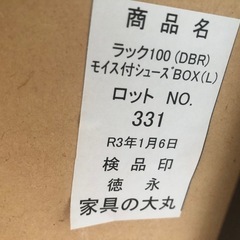 商品名
ラック100(DBR)
モイス付シューズBOX(L)
ロット NO.
331
R3年1月6日
検品印
徳永
家具の大丸